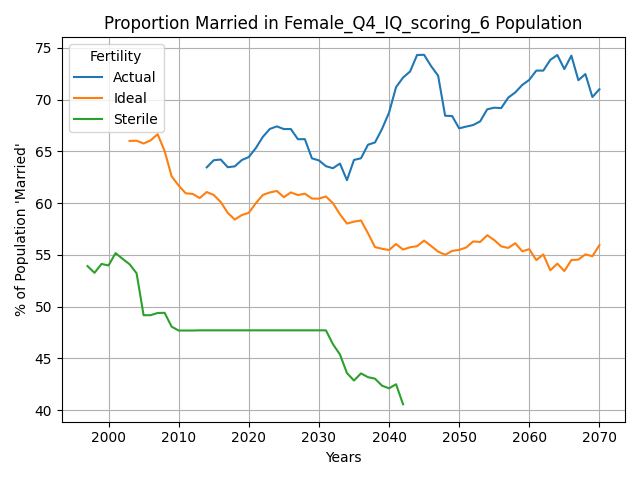 Proportion Married in Female_Q4_IQ_scoring_6 Population
Fertility
Actual
Ideal
Sterile
% of Population 'Married'
75
70
65
60
55
50
45
40
2000 2010 2020 2030 2040 2050 2060 2070
Years